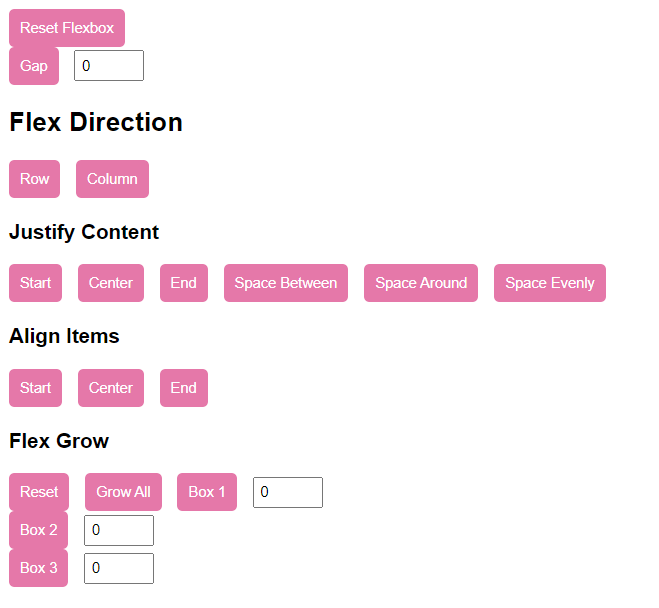 Reset Flexbox
Gap 0
Flex Direction
Row Column
Justify Content
Start Center End Space Between Space Around Space Evenly
Align Items
Start Center End
Flex Grow
Reset Grow All Box 1 0
Box 2 0
Box 3 0